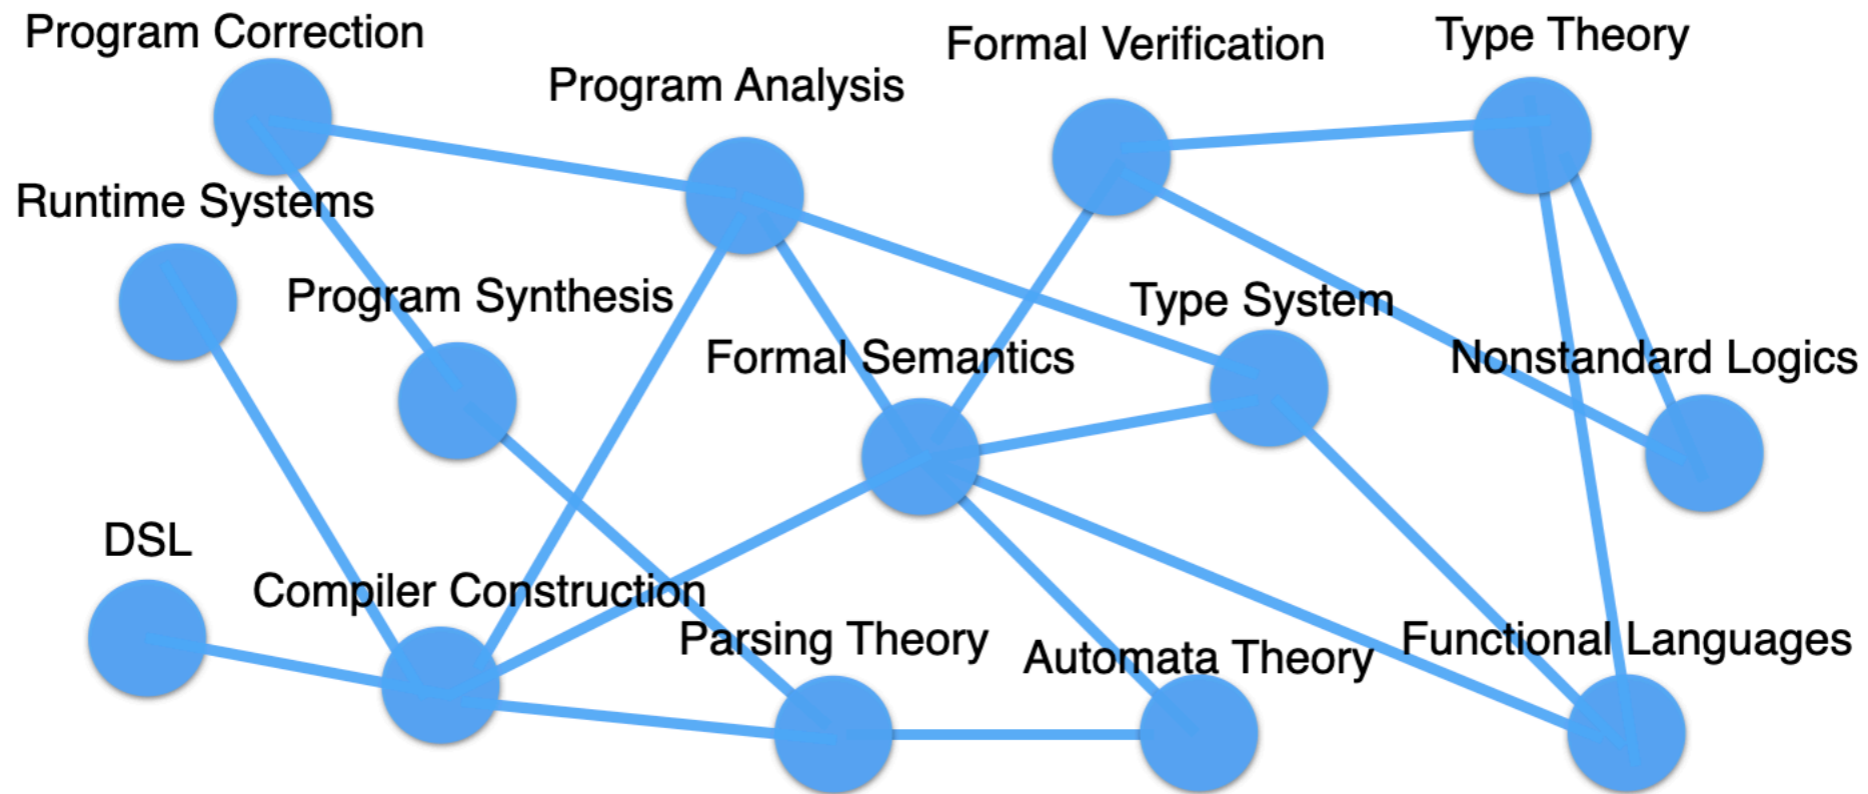 Program Correction
Program Analysis
Formal Verification
Type Theory
Runtime Systems
Program Synthesis
Formal Semantics
Type System
Nonstandard Logics
DSL
Compiler Construction
Parsing Theory
Automata Theory
Functional Languages